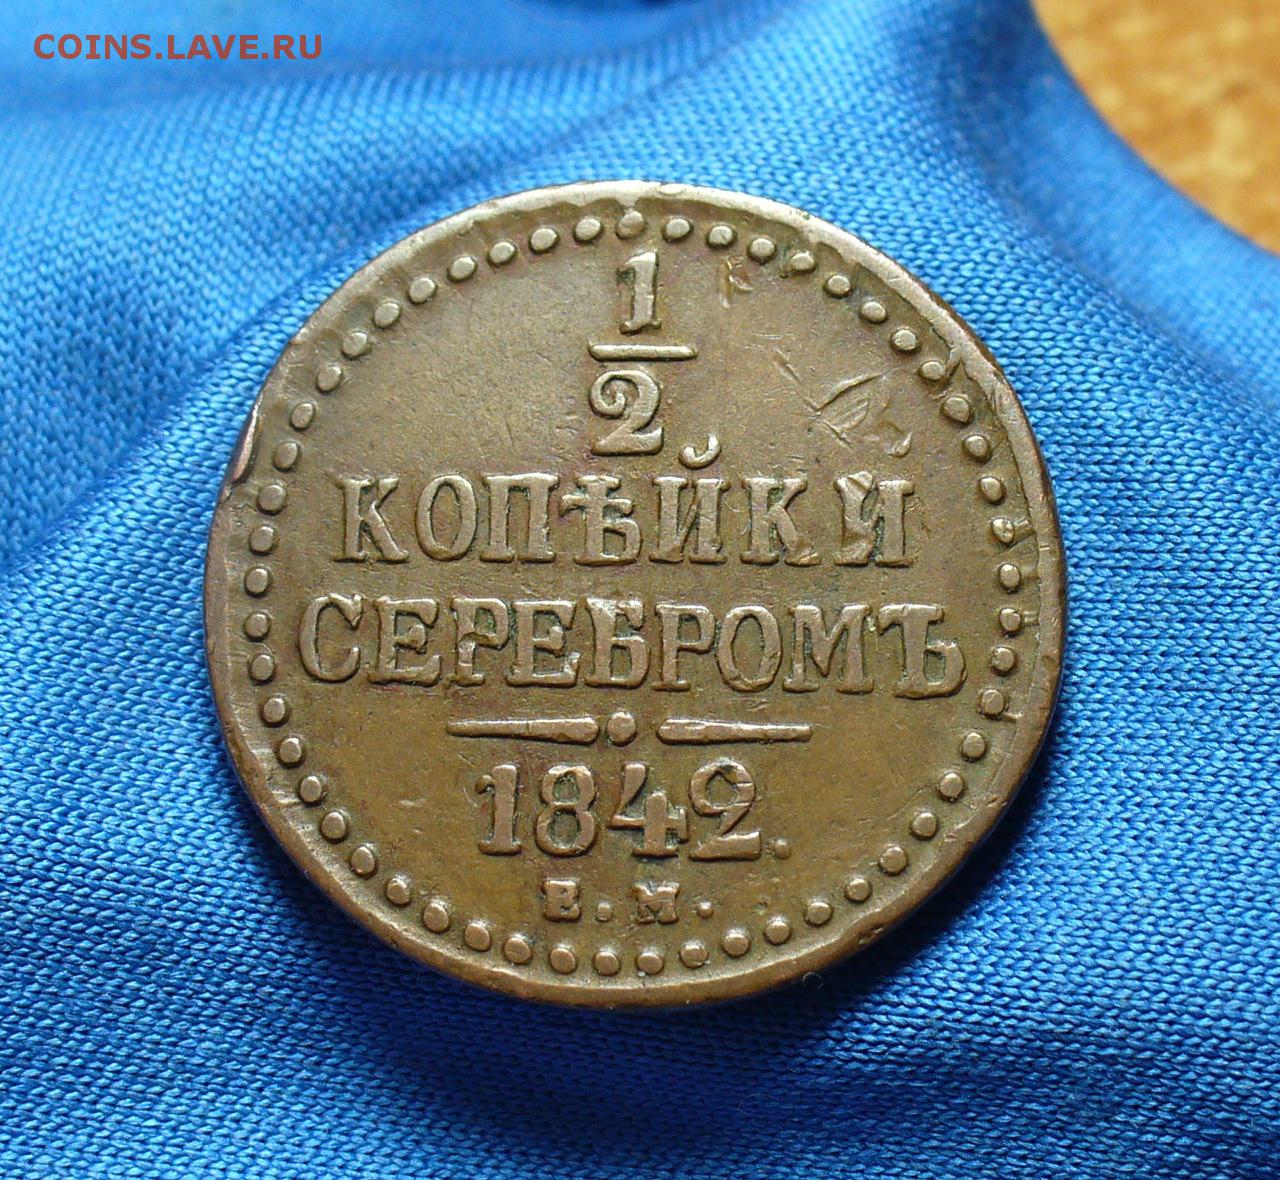 COINS.LAVE.RU
1
2
КОПѢЙКИ
СЕРЕБРОМЪ
1842.
Е.М.